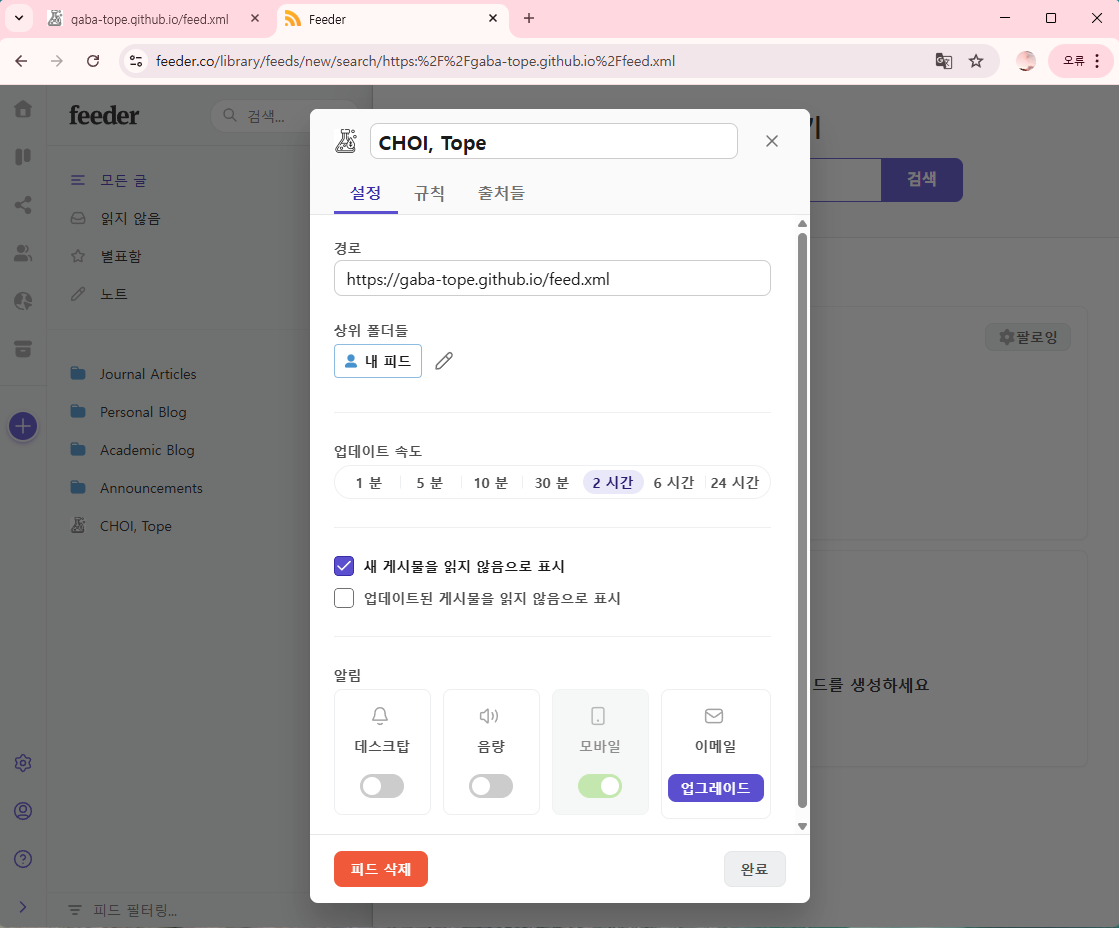 gaba-tope.github.io/feed.xml
Feeder
feeder.co/library/feeds/new/search/https:%2F%2Fgaba-tope.github.io%2Ffeed.xml
오류
feeder
검색...
모든 글
읽지 않음
별표함
노트
Journal Articles
Personal Blog
Academic Blog
Announcements
CHOI, Tope
피드 필터링...
검색
팔로잉
드를 생성하세요
CHOI, Tope
설정 규칙 출처들
경로
https://gaba-tope.github.io/feed.xml
상위 폴더들
내 피드
업데이트 속도
1 분 5 분 10 분 30 분 2 시간 6 시간 24 시간
새 게시물을 읽지 않음으로 표시
업데이트된 게시물을 읽지 않음으로 표시
알림
데스크탑 음량 모바일 이메일
업그레이드
피드 삭제 완료